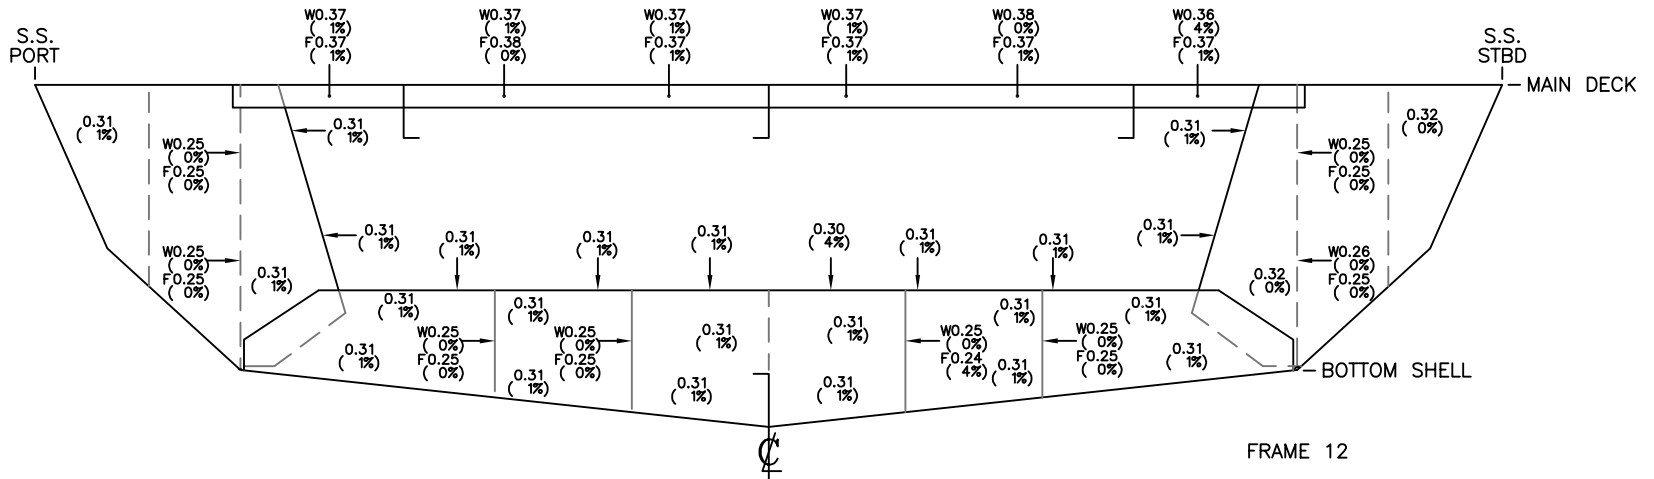 S.S.
PORT
W0.37
( 1%)
F0.37
( 1%)
W0.37
( 1%)
F0.38
( 0%)
W0.37
( 1%)
F0.37
( 1%)
W0.37
( 1%)
F0.37
( 1%)
W0.38
( 0%)
F0.37
( 1%)
W0.36
( 4%)
F0.37
( 1%)
S.S.
STBD
MAIN DECK
0.31
( 1%)
W0.25
( 0%)
F0.25
( 0%)
0.31
( 1%)
0.31
( 1%)
W0.25
( 0%)
F0.25
( 0%)
0.32
( 0%)
W0.25
( 0%)
F0.25
( 0%)
0.31
( 1%)
0.31
( 1%)
0.31
( 1%)
0.31
( 1%)
0.31
( 1%)
0.30
( 4%)
0.31
( 1%)
0.31
( 1%)
0.31
( 1%)
0.32
( 0%)
W0.26
( 0%)
F0.25
( 0%)
0.31
( 1%)
0.31
( 1%)
0.31
( 1%)
W0.25
( 0%)
F0.25
( 0%)
0.31
( 1%)
0.31
( 1%)
W0.25
( 0%)
F0.25
( 0%)
0.31
( 1%)
0.31
( 1%)
0.31
( 1%)
0.31
( 1%)
W0.25
( 0%)
F0.24
( 4%)
0.31
( 1%)
0.31
( 1%)
W0.25
( 0%)
F0.25
( 0%)
0.31
( 1%)
0.31
( 1%)
BOTTOM SHELL
℄
FRAME 12